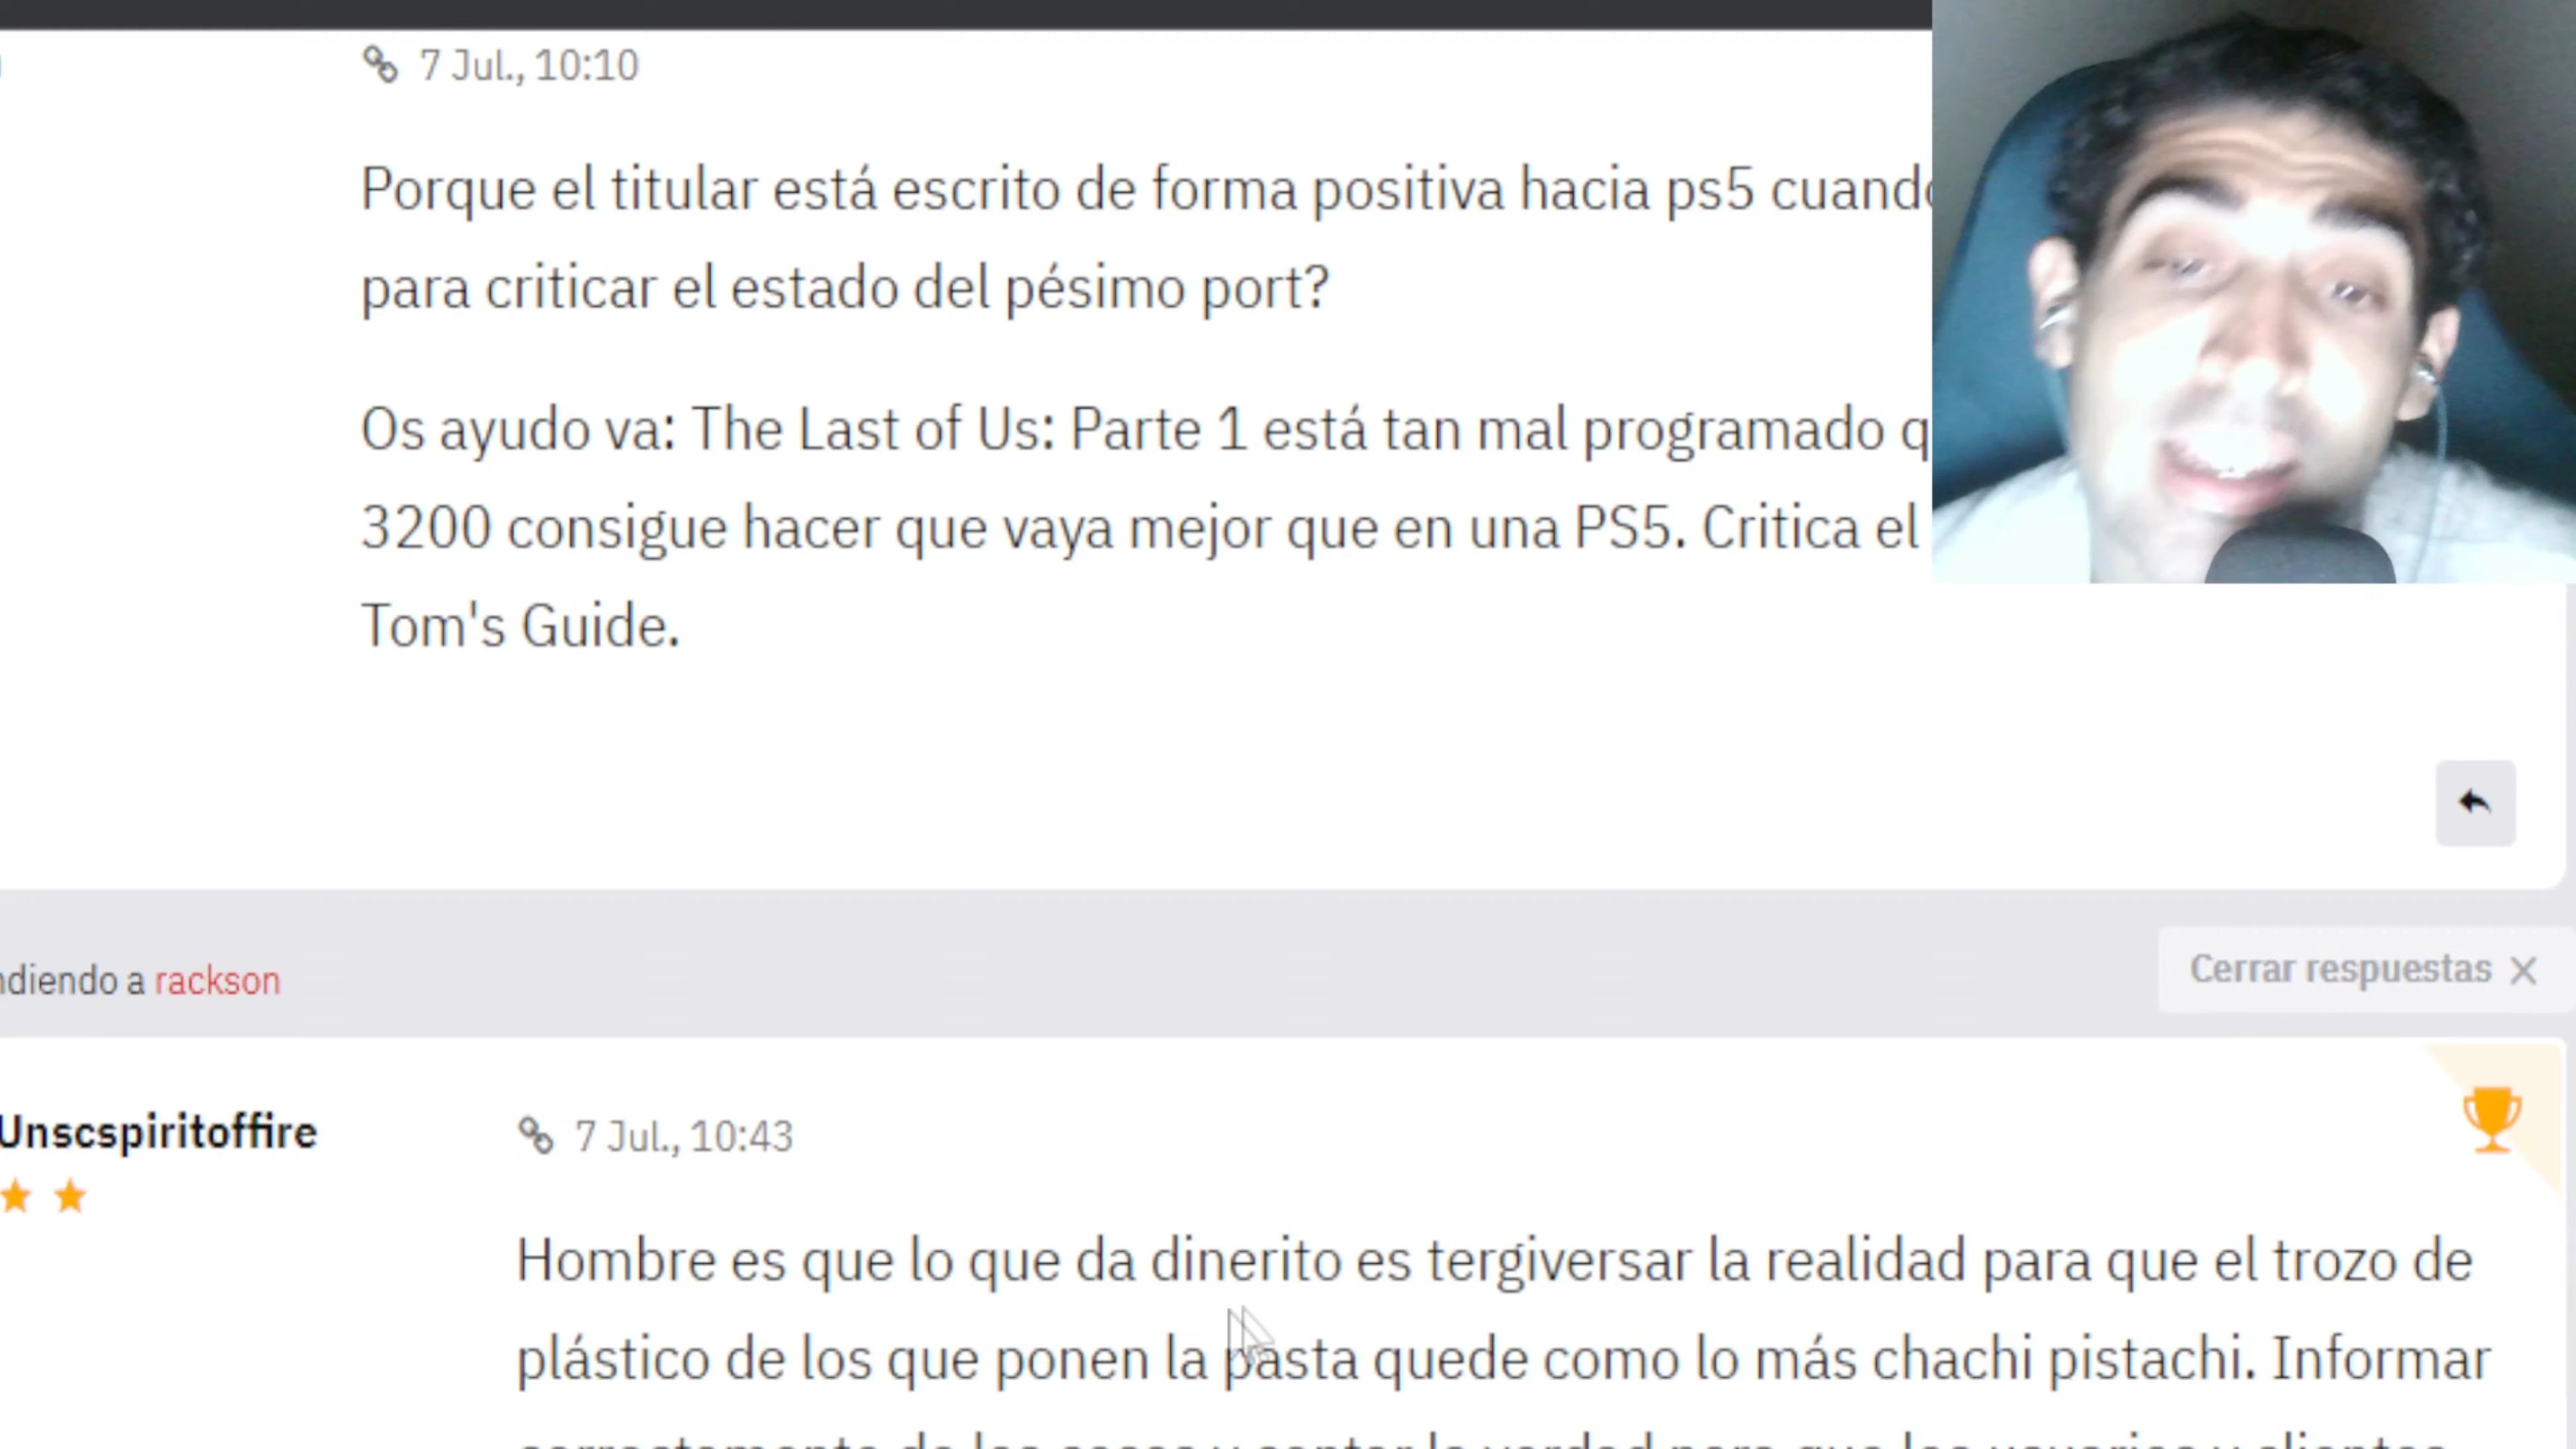 7 Jul., 10:10
Porque el titular está escrito de forma positiva hacia ps5
para criticar el estado del pésimo port?
Os ayudo va: The Last of Us: Parte 1 está tan mal programado
3200 consigue hacer que vaya mejor que en una PS5. Critica el
Tom's Guide.
a rackson
Cerrar respuestas
Unscspiritoffire
7 Jul., 10:43
Hombre es que lo que da dinerito es tergiversar la realidad para que el trozo de
plástico de los que ponen la pasta quede como lo más chachi pistachi. Informar